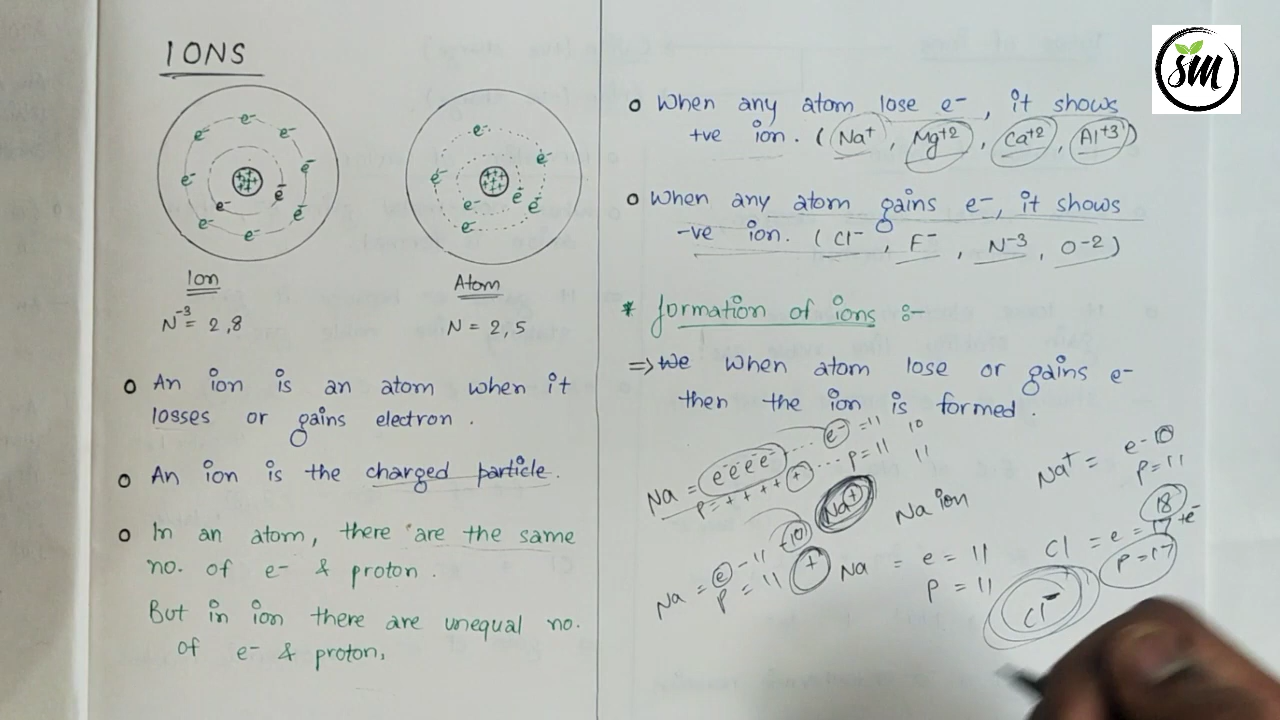 IONS
Ion
N-3 = 2,8
Atom
N = 2,5
o An ion is an atom when it
losses or gains electron.
o An ion is the charged particle.
o In an atom, there are the same
no. of e- & proton.
But in ion there are unequal no.
of e- & proton,
SM
o When any atom lose e-, it shows
+ve ion. (Na+, Mg+2, Ca+2, Al+3)
o When any atom gains e-, it shows
-ve ion. (Cl-, F-, N-3, O-2)
* formation of ions :-
=> We when atom lose or gains e-
then the ion is formed.
Na = e- e- e- e- .... e- = 11 10
p = + + + + + ... p = 11 11
Na+ Na ion
Na+ = e - 10
p = 11
Na = e - 11 10
p = 11 +
Na = e = 11
p = 11
18
Cl = e = 17 +e-
p = 17
Cl-